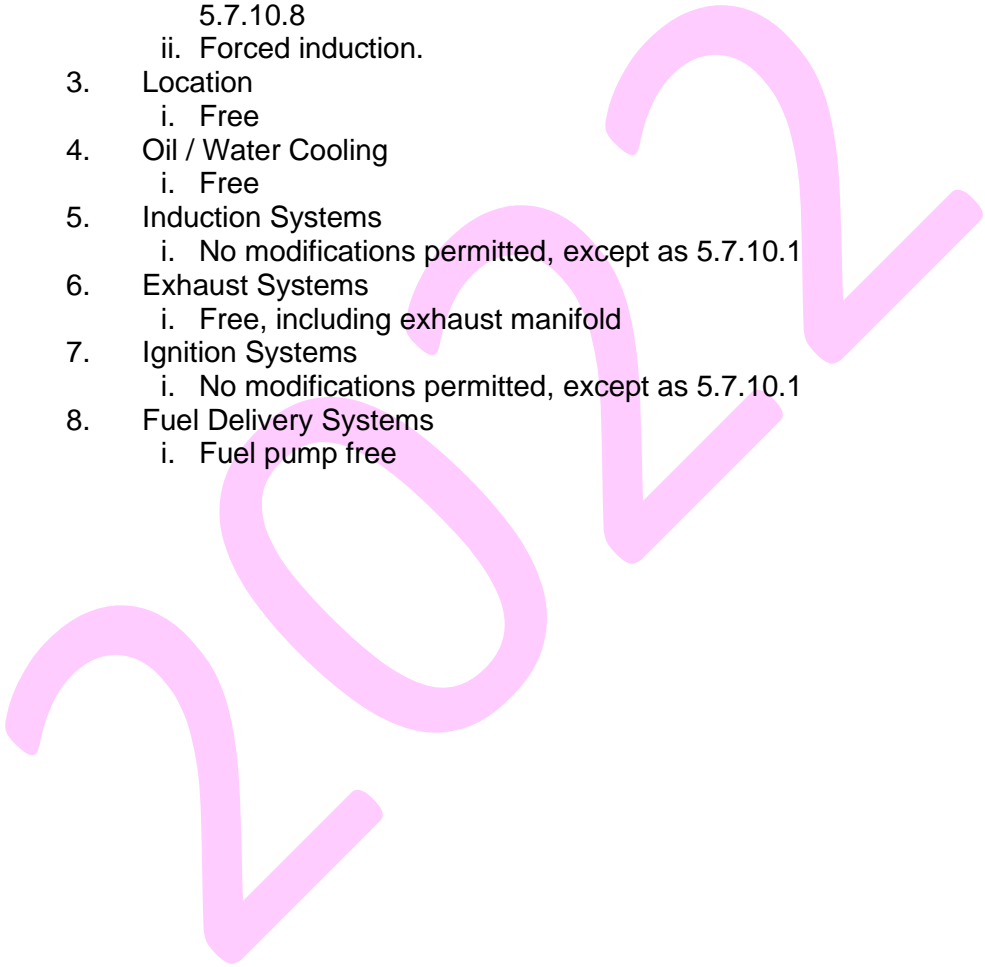 5.7.10.8
ii. Forced induction.
3. Location
i. Free
4. Oil / Water Cooling
i. Free
5. Induction Systems
i. No modifications permitted, except as 5.7.10.1
6. Exhaust Systems
i. Free, including exhaust manifold
7. Ignition Systems
i. No modifications permitted, except as 5.7.10.1
8. Fuel Delivery Systems
i. Fuel pump free
2022